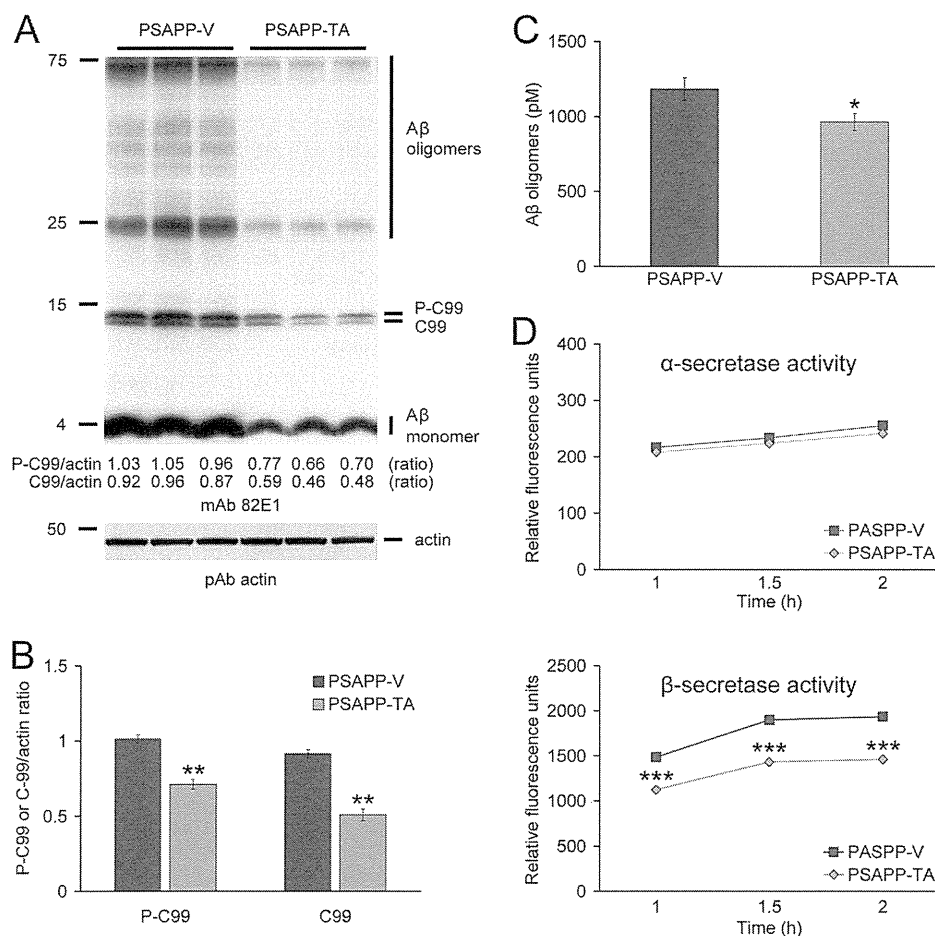 A
PSAPP-V PSAPP-TA
75
25
15
4
Aβ
oligomers
P-C99
C99
Aβ
monomer
P-C99/actin 1.03 1.05 0.96 0.77 0.66 0.70 (ratio)
C99/actin 0.92 0.96 0.87 0.59 0.46 0.48 (ratio)
mAb 82E1
50
actin
pAb actin
B
P-C99 or C-99/actin ratio
1.5
1
0.5
0
PSAPP-V
PSAPP-TA
**
**
P-C99 C99
C
Aβ oligomers (pM)
1500
1000
500
0
*
PSAPP-V PSAPP-TA
D
α-secretase activity
Relative fluorescence units
400
300
200
100
0
PASPP-V
PSAPP-TA
1 1.5 2
Time (h)
β-secretase activity
Relative fluorescence units
2500
2000
1500
1000
500
0
*** *** ***
PASPP-V
PSAPP-TA
1 1.5 2
Time (h)